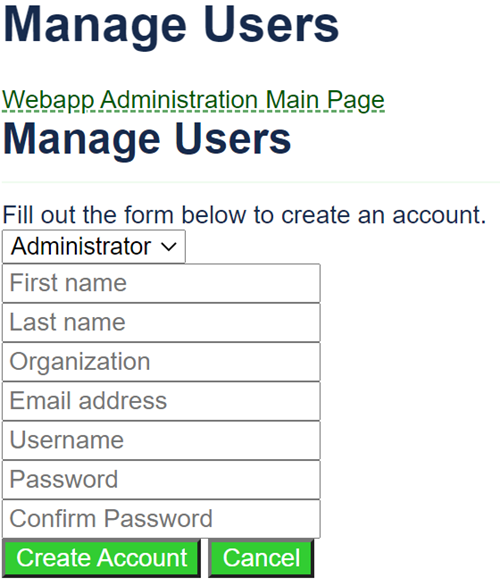 Manage Users
Webapp Administration Main Page
Manage Users
Fill out the form below to create an account.
Administrator
First name
Last name
Organization
Email address
Username
Password
Confirm Password
Create Account Cancel